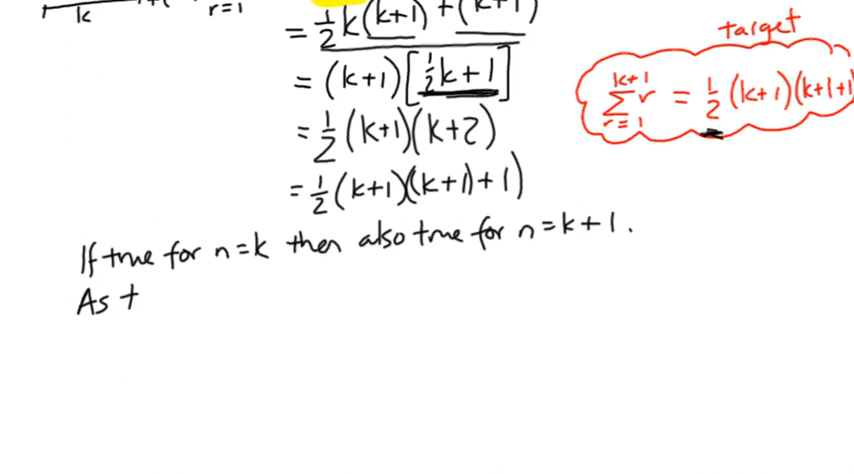 k r=1
= ½k(k+1) + (k+1)
= (k+1)[½k+1]
= ½(k+1)(k+2)
= ½(k+1)((k+1)+1)
target
k+1
∑r = ½(k+1)(k+1+1)
r=1
If true for n=k then also true for n=k+1.
As t